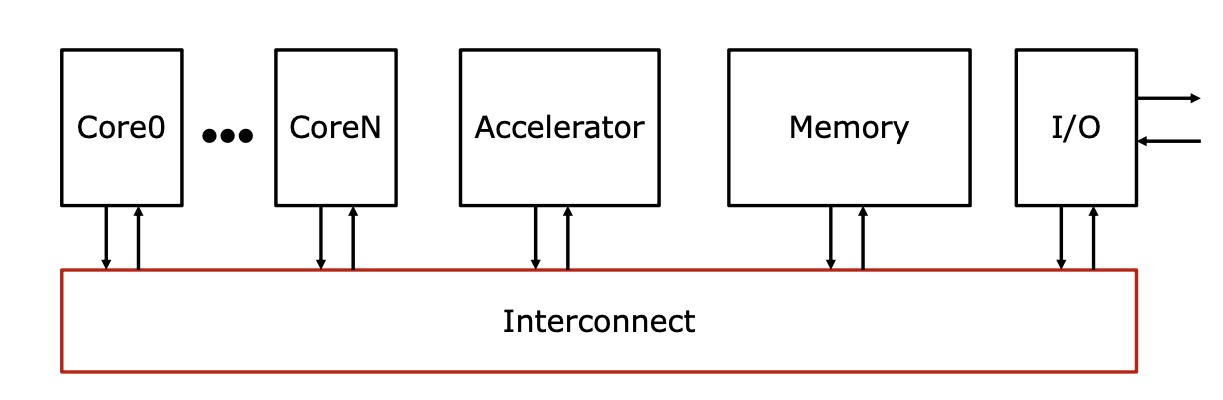 Core0
CoreN
Accelerator
Memory
I/O
Interconnect